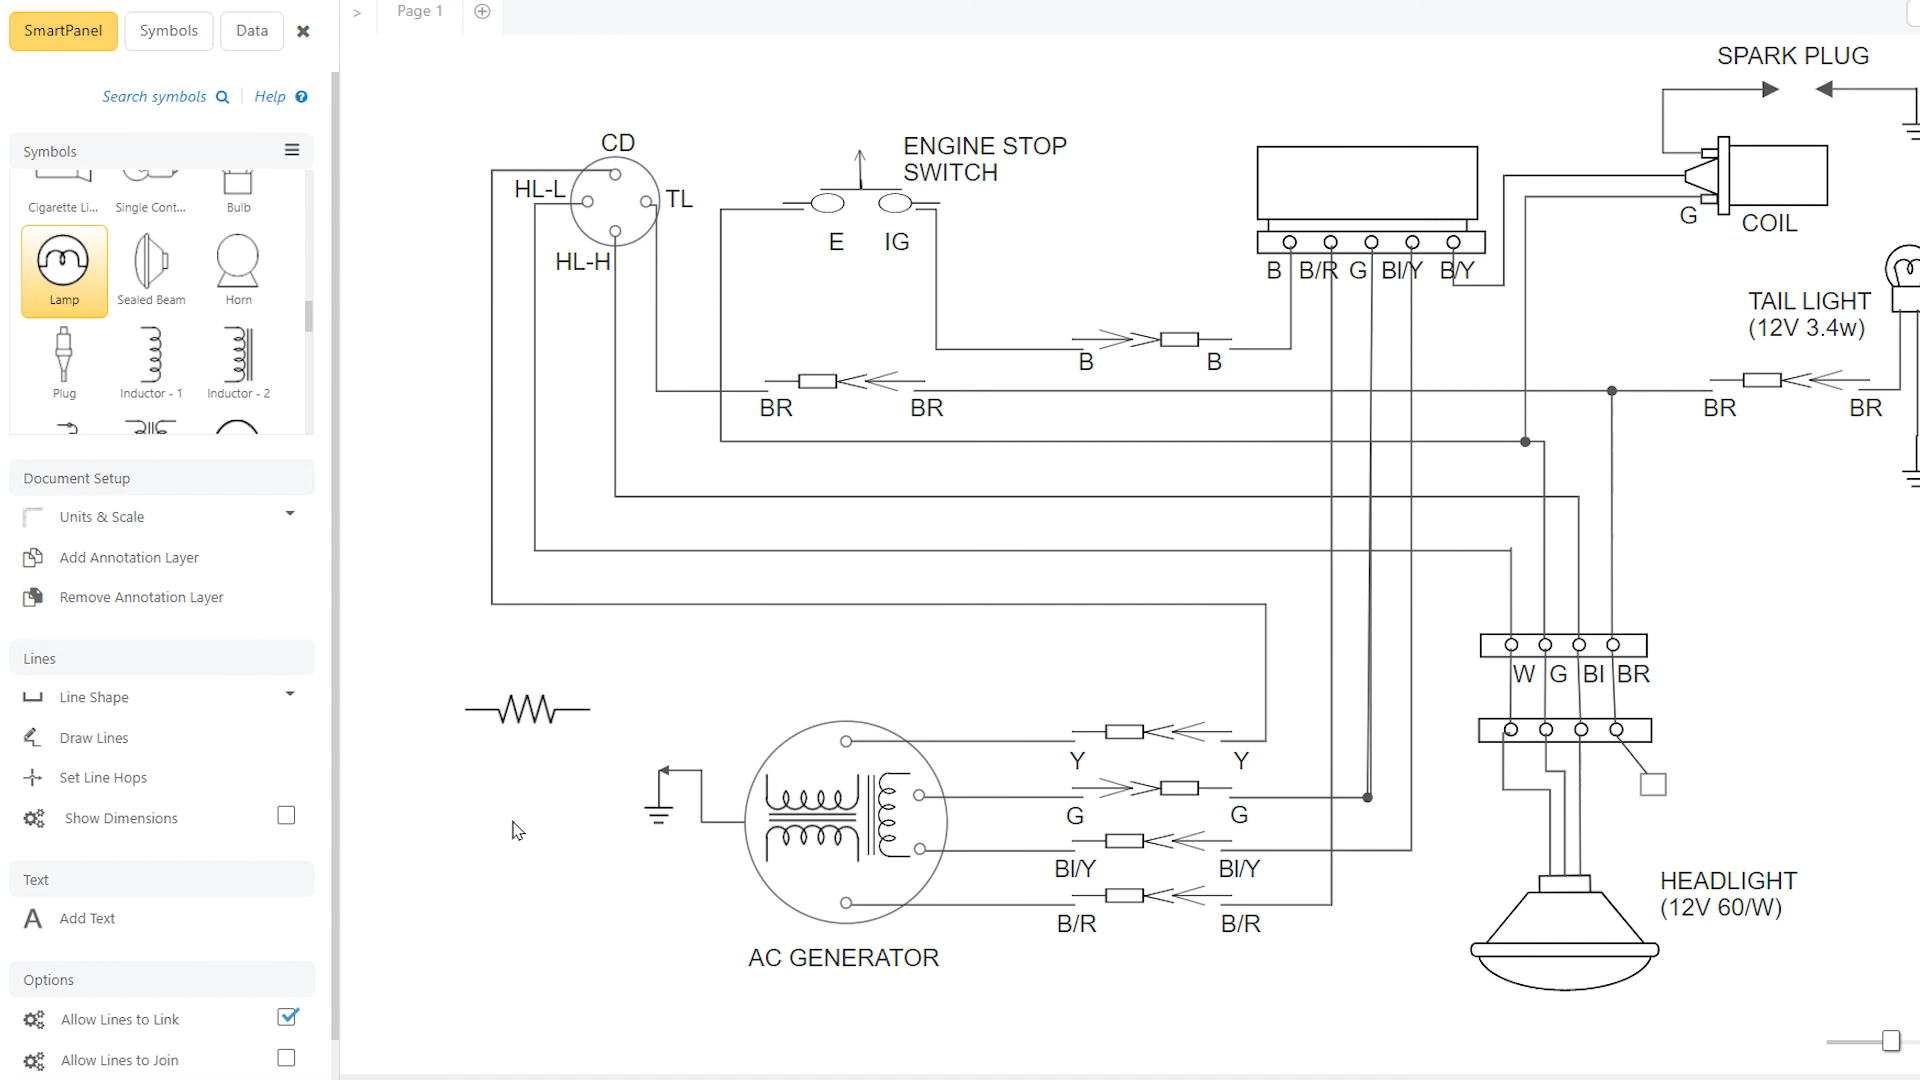 SmartPanel
Symbols
Data
Search symbols
Help
Symbols
Cigarette Li...
Single Cont...
Bulb
Lamp
Sealed Beam
Horn
Plug
Inductor - 1
Inductor - 2
Document Setup
Units & Scale
Add Annotation Layer
Remove Annotation Layer
Lines
Line Shape
Draw Lines
Set Line Hops
Show Dimensions
Text
A Add Text
Options
Allow Lines to Link
Allow Lines to Join
> Page 1
SPARK PLUG
CD
HL-L
TL
HL-H
ENGINE STOP
SWITCH
E IG
B B/R G BI/Y B/Y
G
COIL
TAIL LIGHT
(12V 3.4w)
B B
BR BR
BR BR
W G BI BR
Y Y
G G
BI/Y BI/Y
B/R B/R
AC GENERATOR
HEADLIGHT
(12V 60/W)